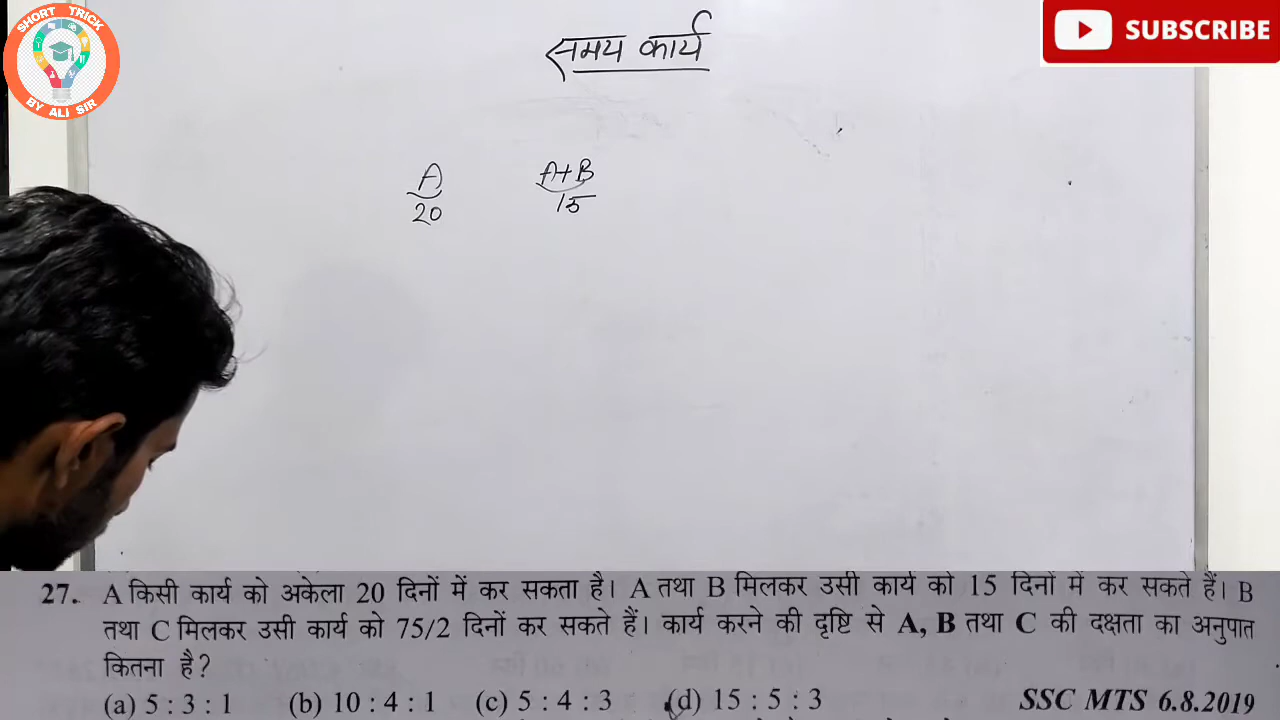 SHORT TRICK
BY ALI SIR
SUBSCRIBE
समय कार्य
A A+B
20 15
27. A किसी कार्य को अकेला 20 दिनों में कर सकता है। A तथा B मिलकर उसी कार्य को 15 दिनों में कर सकते हैं। B
तथा C मिलकर उसी कार्य को 75/2 दिनों कर सकते हैं। कार्य करने की दृष्टि से A, B तथा C की दक्षता का अनुपात
कितना है?
(a) 5 : 3 : 1 (b) 10 : 4 : 1 (c) 5 : 4 : 3 (d) 15 : 5 : 3 SSC MTS 6.8.2019